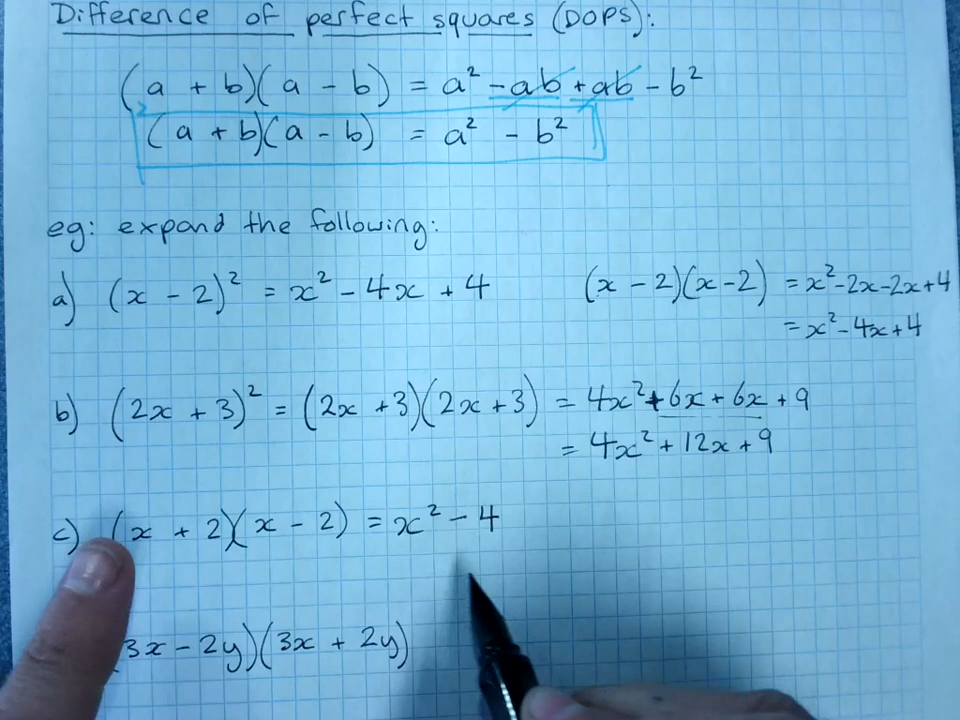 Difference of perfect squares (DOPS):
(a + b)(a - b) = a² - ab + ab - b²
(a + b)(a - b) = a² - b²
eg: expand the following:
a) (x - 2)² = x² - 4x + 4 (x - 2)(x - 2) = x² - 2x - 2x + 4
= x² - 4x + 4
b) (2x + 3)² = (2x + 3)(2x + 3) = 4x² + 6x + 6x + 9
= 4x² + 12x + 9
c) (x + 2)(x - 2) = x² - 4
(3x - 2y)(3x + 2y)